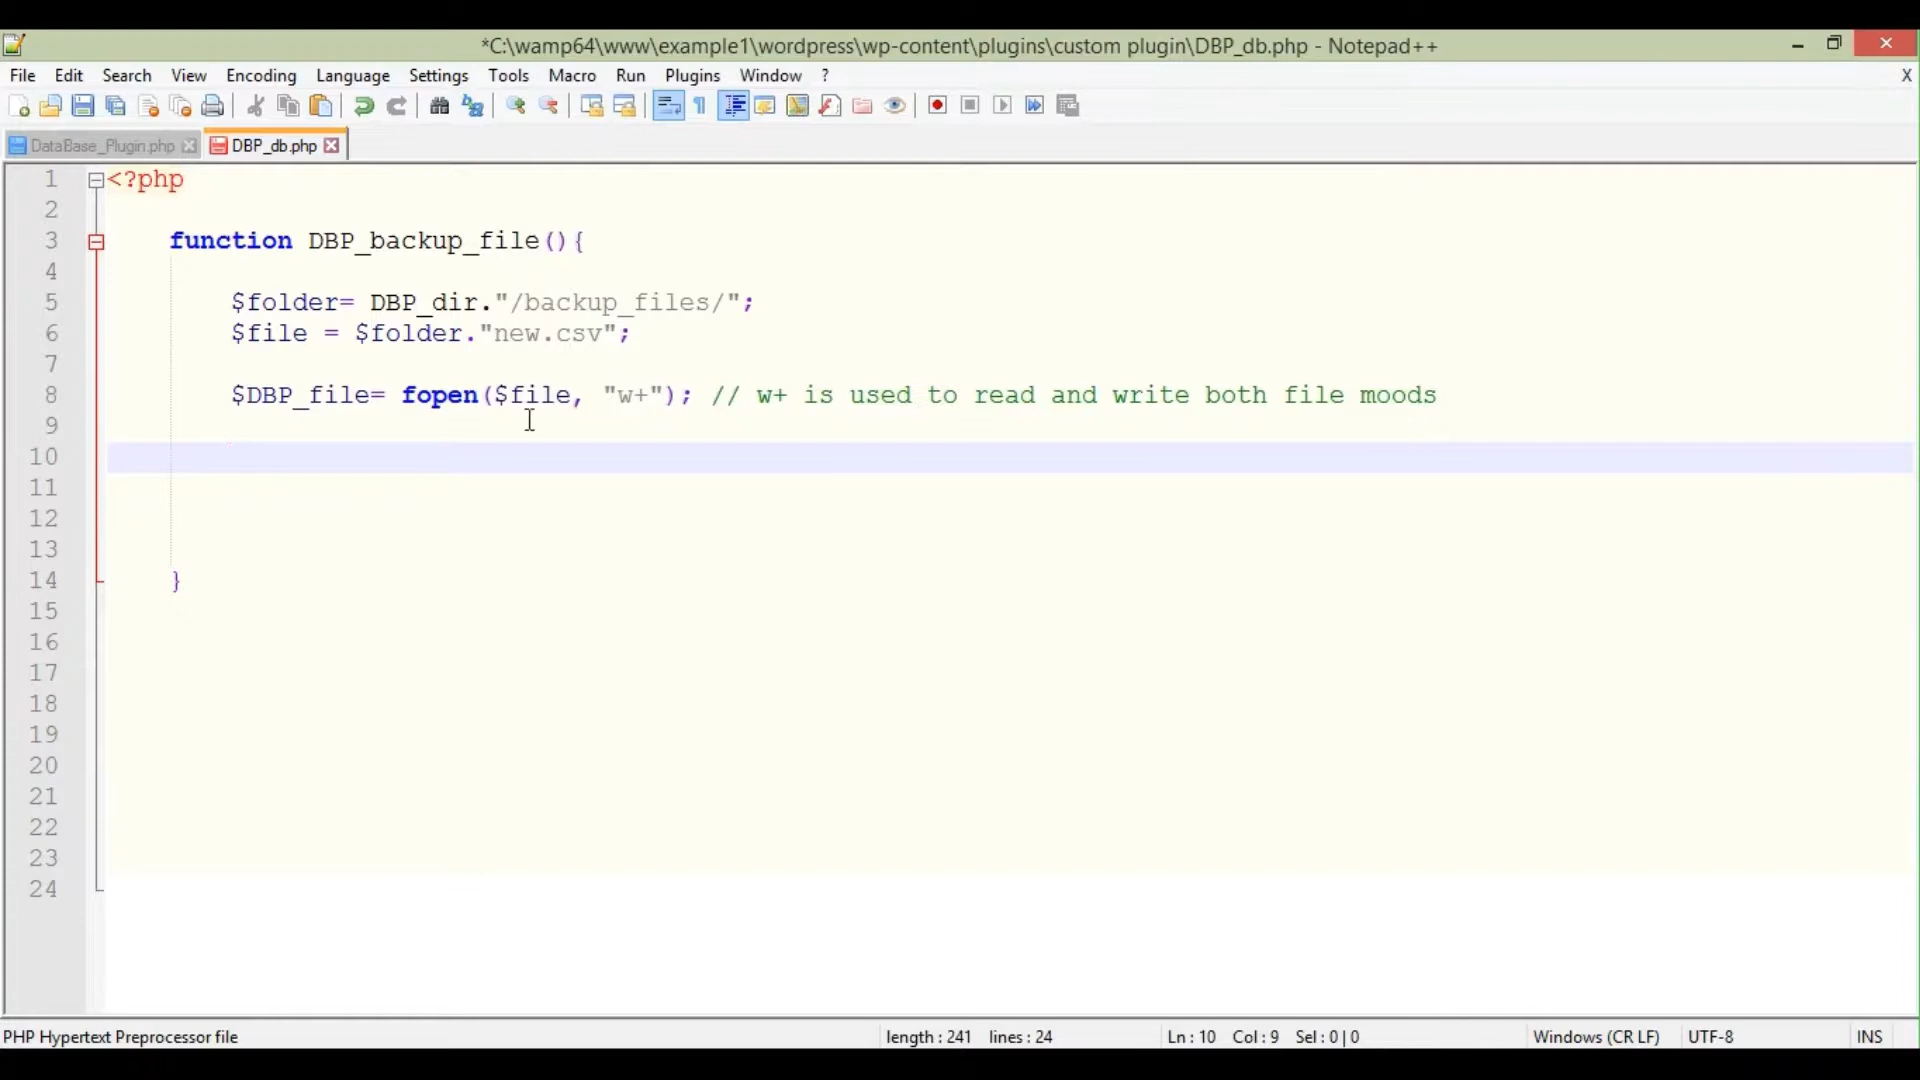 *C:\wamp64\www\example1\wordpress\wp-content\plugins\custom plugin\DBP_db.php - Notepad++
File Edit Search View Encoding Language Settings Tools Macro Run Plugins Window ? X
DataBase_Plugin.php DBP_db.php
1 <?php
2
3 function DBP_backup_file(){
4
5 $folder= DBP_dir."/backup_files/";
6 $file = $folder."new.csv";
7
8 $DBP_file= fopen($file, "w+"); // w+ is used to read and write both file moods
9
10
11
12
13
14 }
15
16
17
18
19
20
21
22
23
24
PHP Hypertext Preprocessor file length : 241 lines : 24 Ln : 10 Col : 9 Sel : 0 | 0 Windows (CR LF) UTF-8 INS